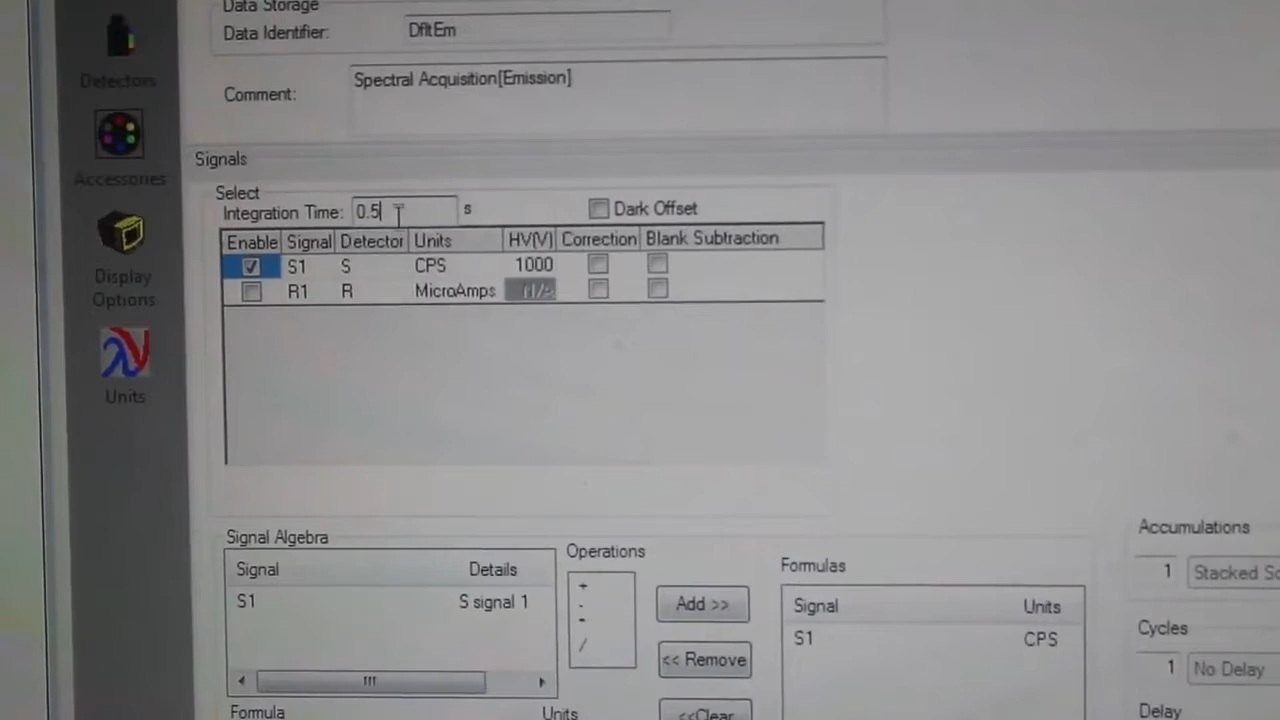 Data Storage
Data Identifier: DfltEm
Detectors
Comment: Spectral Acquisition[Emission]
Signals
Accessories
Select
Integration Time: 0.5 s Dark Offset
Enable Signal Detector Units HV(V) Correction Blank Subtraction
S1 S CPS 1000
R1 R MicroAmps
Display
Options
Units
Signal Algebra
Operations
Formulas
Accumulations
Signal Details
S1 S signal 1
+
-
/
Add >>
<< Remove
<<Clear
Signal Units
S1 CPS
1 Stacked
Cycles
1 No Delay
Delay
Formula Units